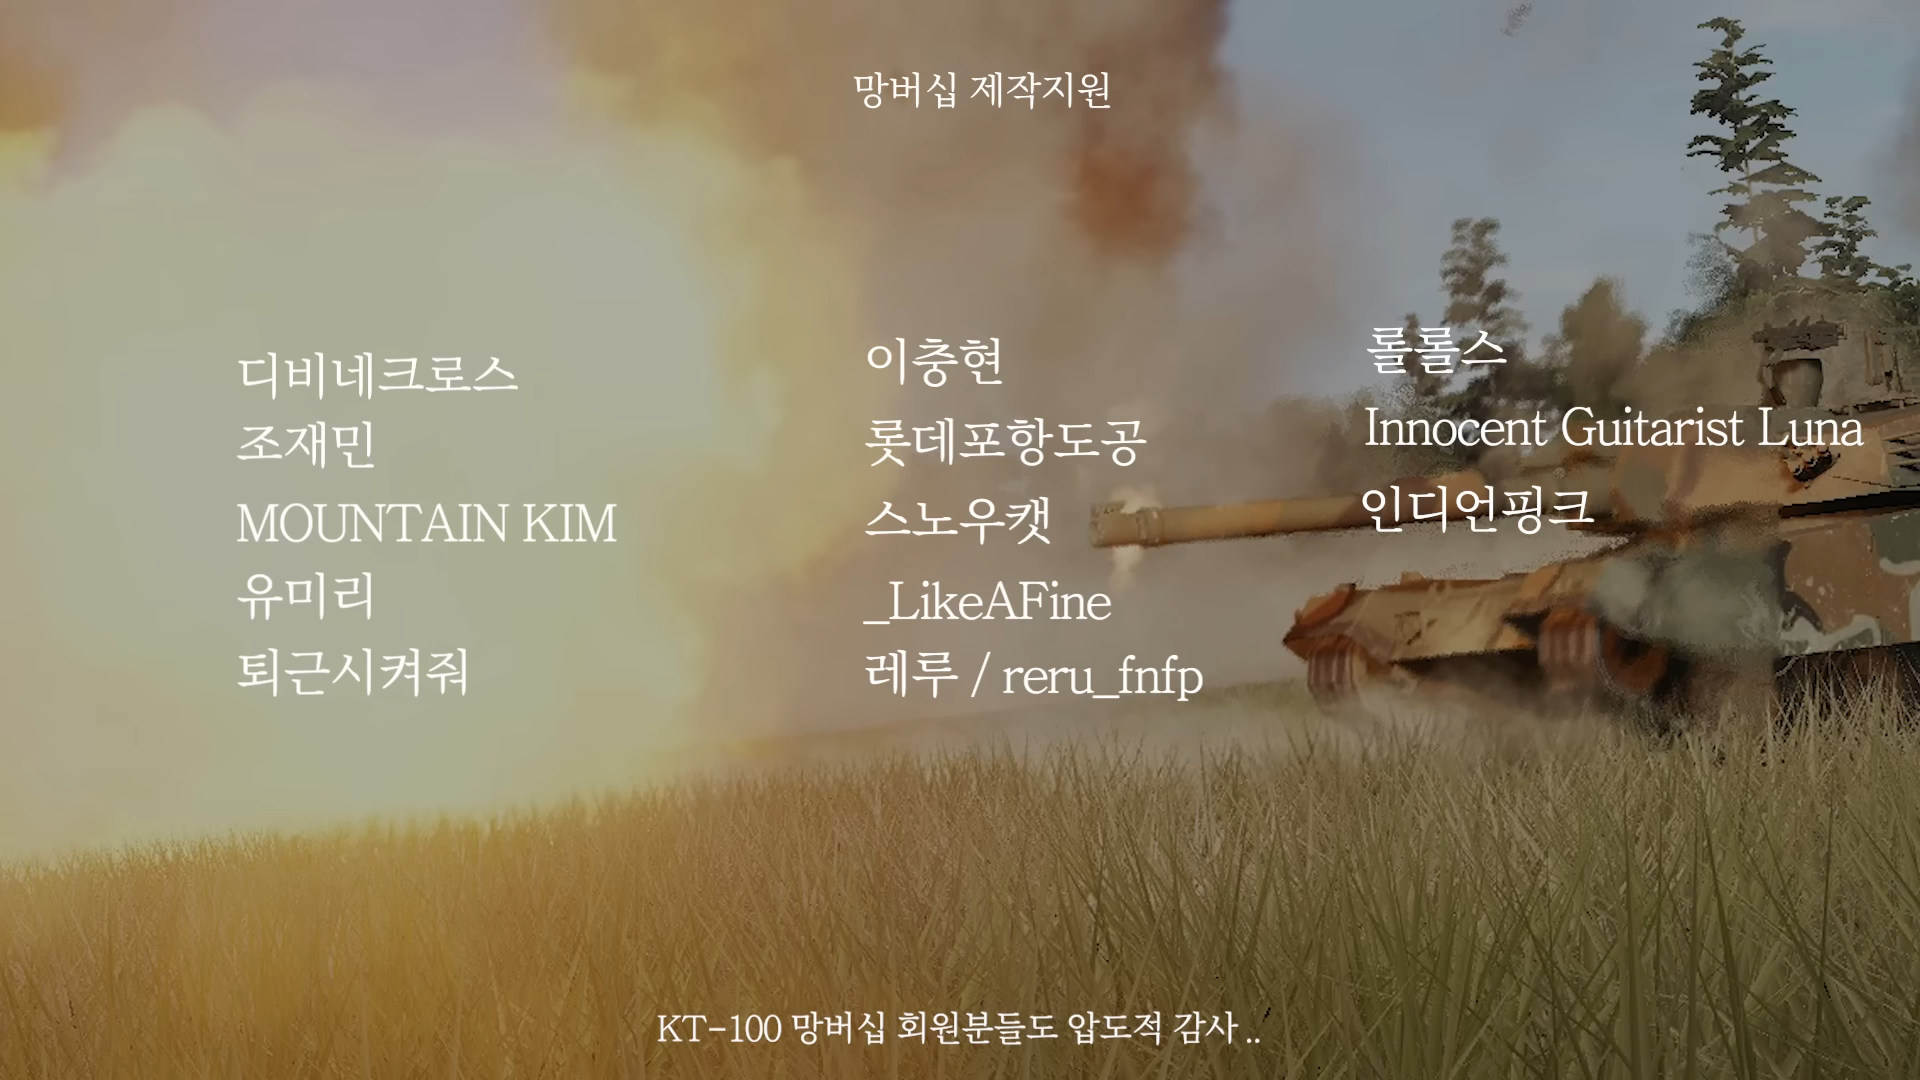 망버십 제작지원
디비네크로스
조재민
MOUNTAIN KIM
유미리
퇴근시켜줘
이충현
롯데포항도공
스노우캣
_LikeAFine
레루 / reru_fnfp
롤롤스
Innocent Guitarist Luna
인디언핑크
KT-100 망버십 회원분들도 압도적 감사 ..